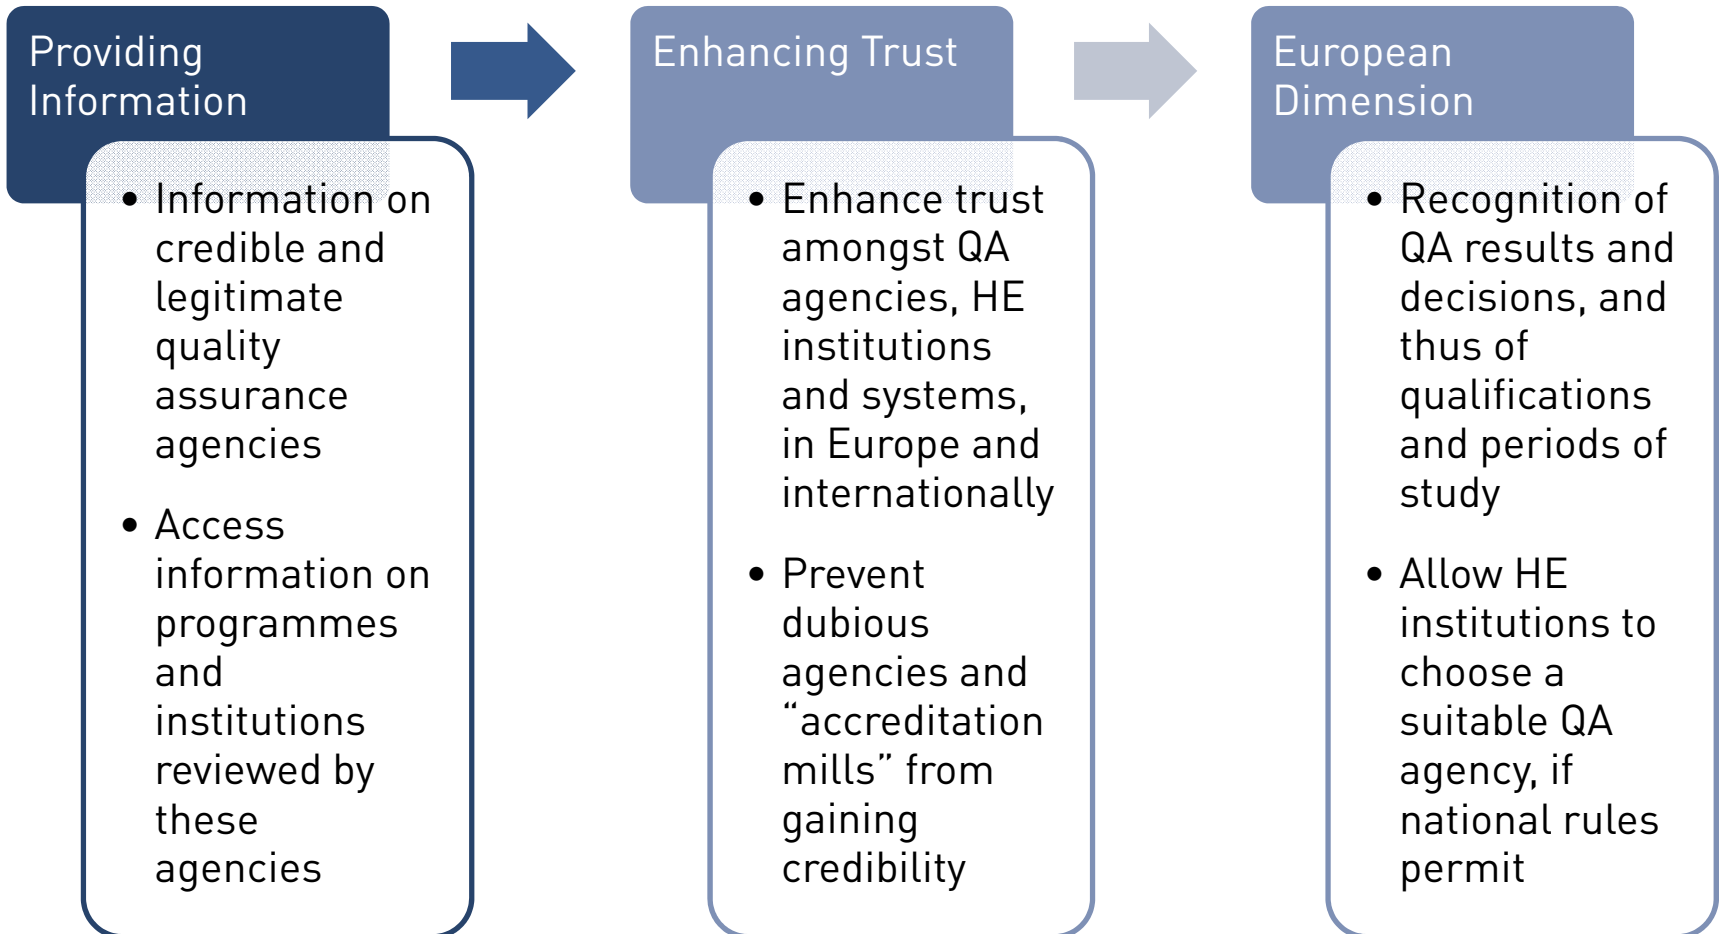 Providing
Information
• Information on
credible and
legitimate
quality
assurance
agencies
• Access
information on
programmes
and
institutions
reviewed by
these
agencies
Enhancing Trust
• Enhance trust
amongst QA
agencies, HE
institutions
and systems,
in Europe and
internationally
• Prevent
dubious
agencies and
“accreditation
mills” from
gaining
credibility
European
Dimension
• Recognition of
QA results and
decisions, and
thus of
qualifications
and periods of
study
• Allow HE
institutions to
choose a
suitable QA
agency, if
national rules
permit